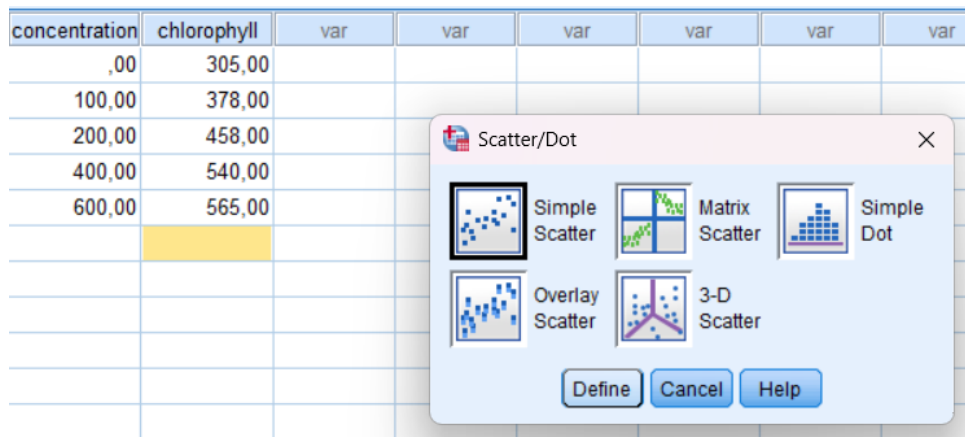 concentration chlorophyll var var var var var var
,00 305,00
100,00 378,00
200,00 458,00
400,00 540,00
600,00 565,00
Scatter/Dot
Simple Scatter
Matrix Scatter
Simple Dot
Overlay Scatter
3-D Scatter
Define Cancel Help